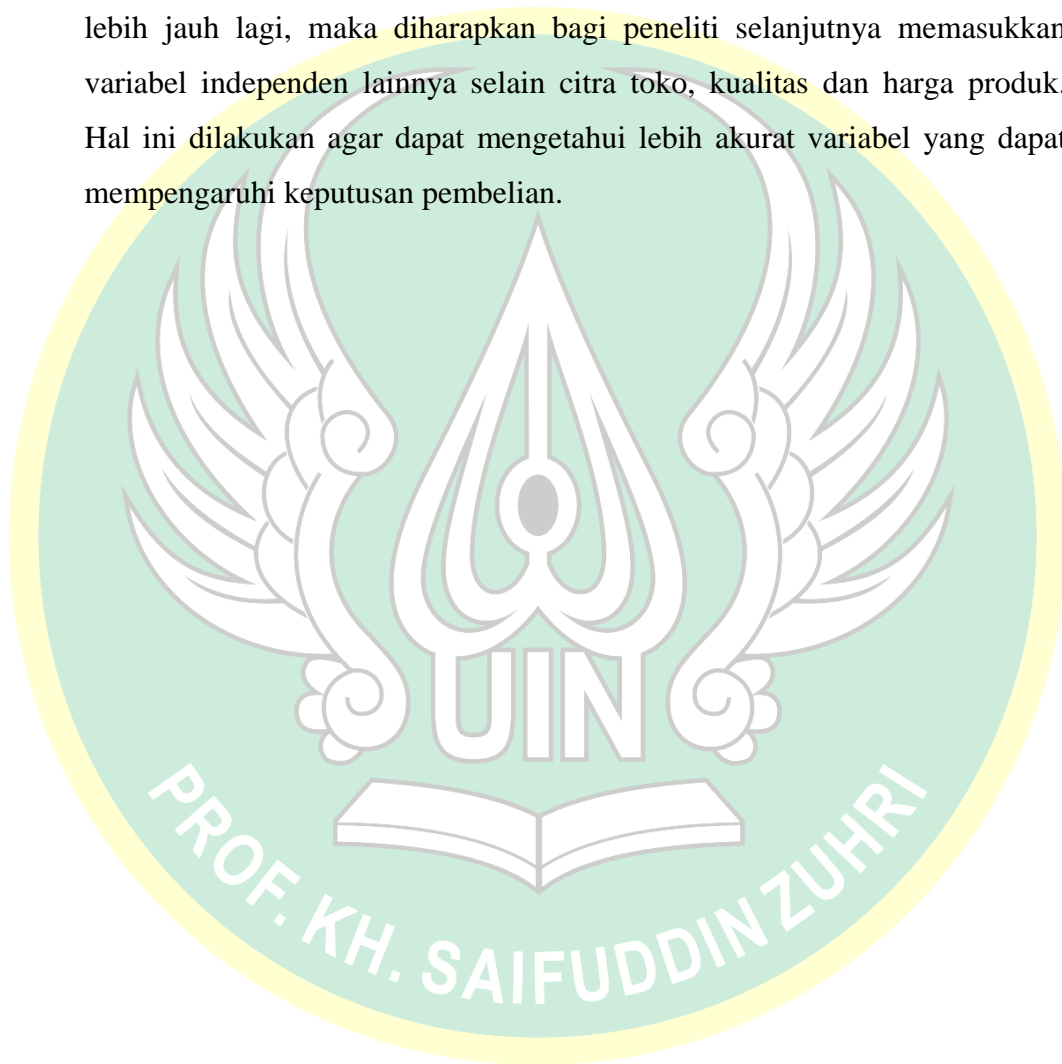 lebih jauh lagi, maka diharapkan bagi peneliti selanjutnya memasukkan
variabel independen lainnya selain citra toko, kualitas dan harga produk.
Hal ini dilakukan agar dapat mengetahui lebih akurat variabel yang dapat
mempengaruhi keputusan pembelian.
UIN
PROF. KH. SAIFUDDIN ZUHRI